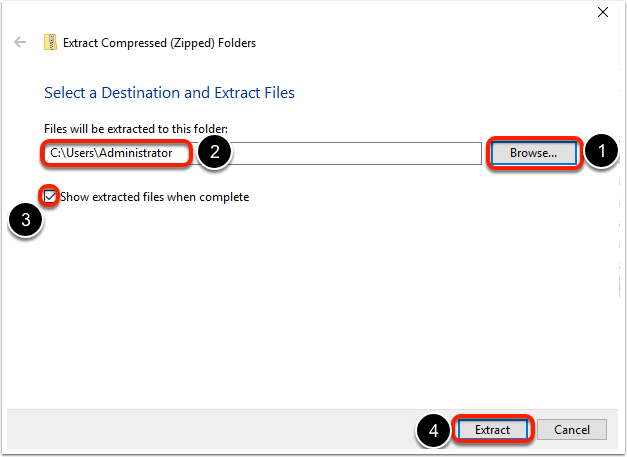 Extract Compressed (Zipped) Folders
Select a Destination and Extract Files
Files will be extracted to this folder:
C:\Users\Administrator
2
Browse...
1
Show extracted files when complete
3
4
Extract
Cancel